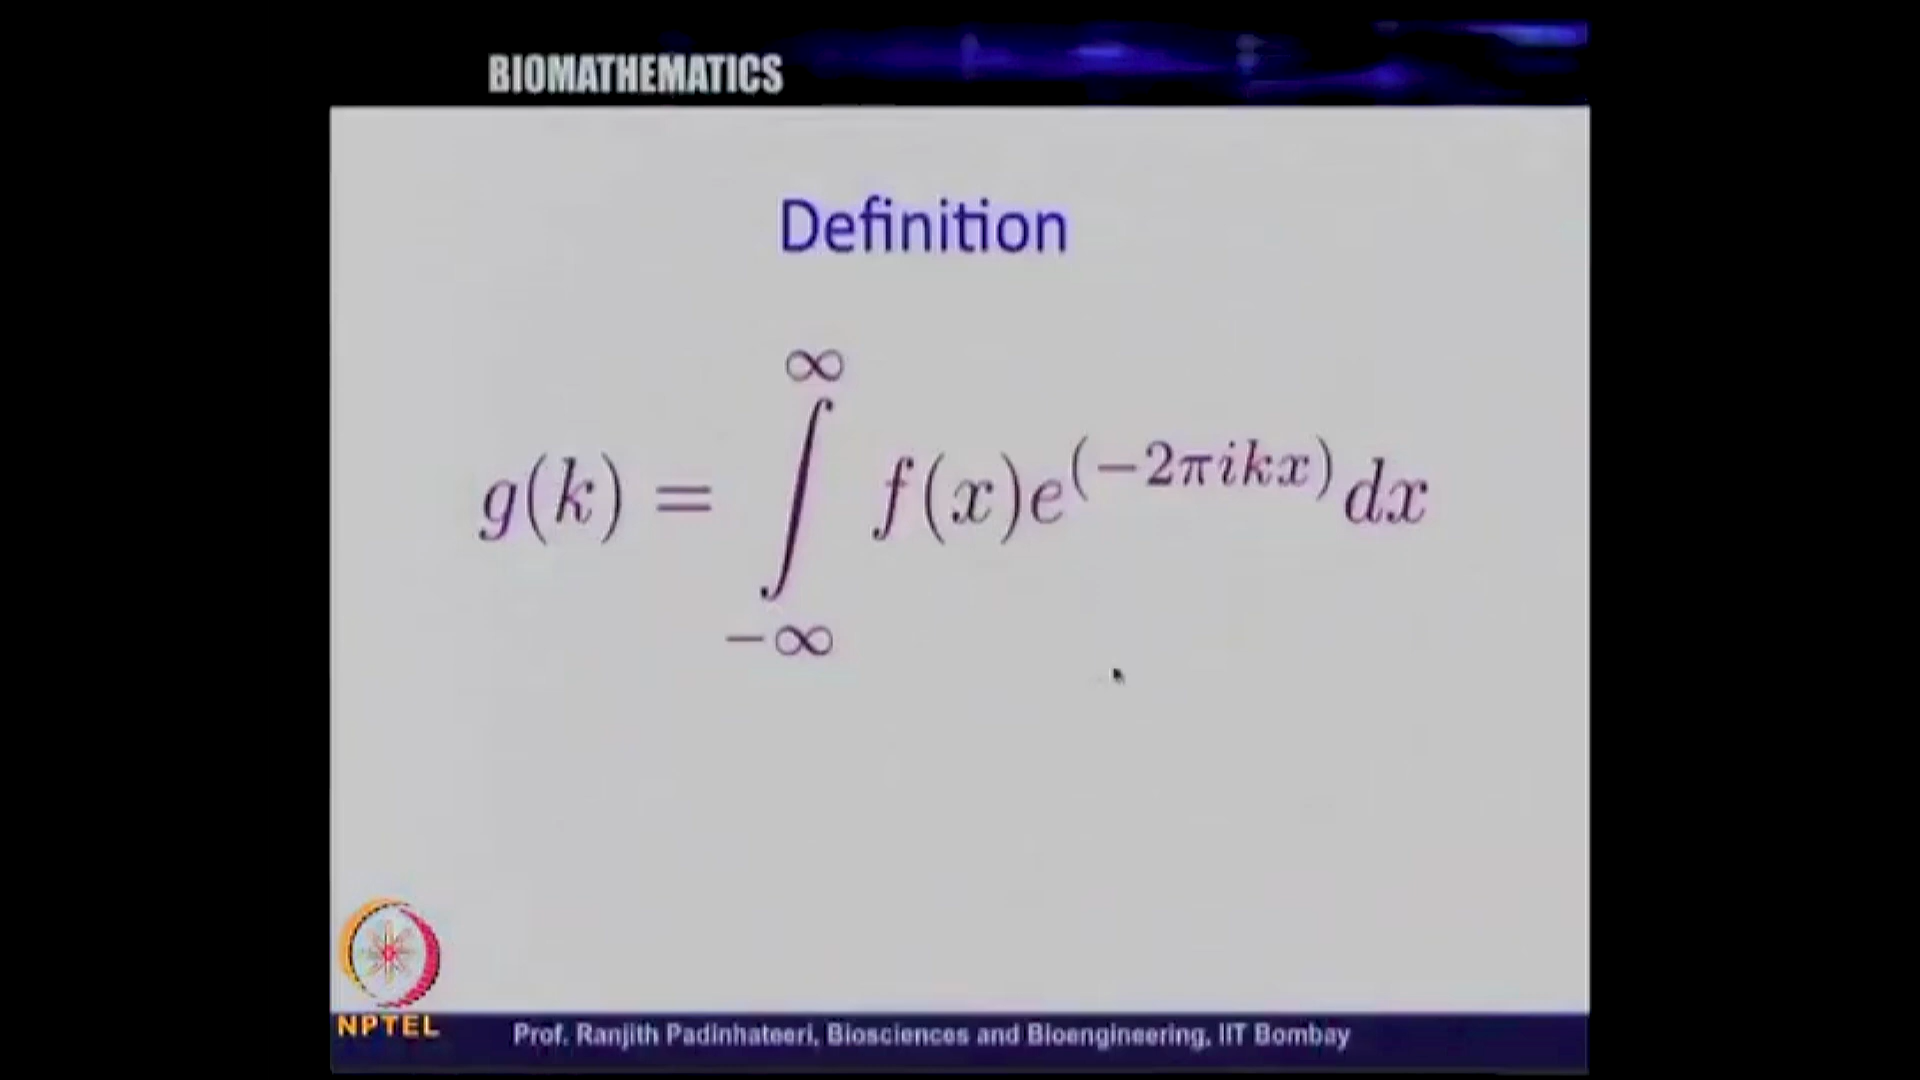 BIOMATHEMATICS
Definition
g(k) = ∫_{-∞}^{∞} f(x)e^{(-2πikx)}dx
NPTEL
Prof. Ranjith Padinhateeri, Biosciences and Bioengineering, IIT Bombay